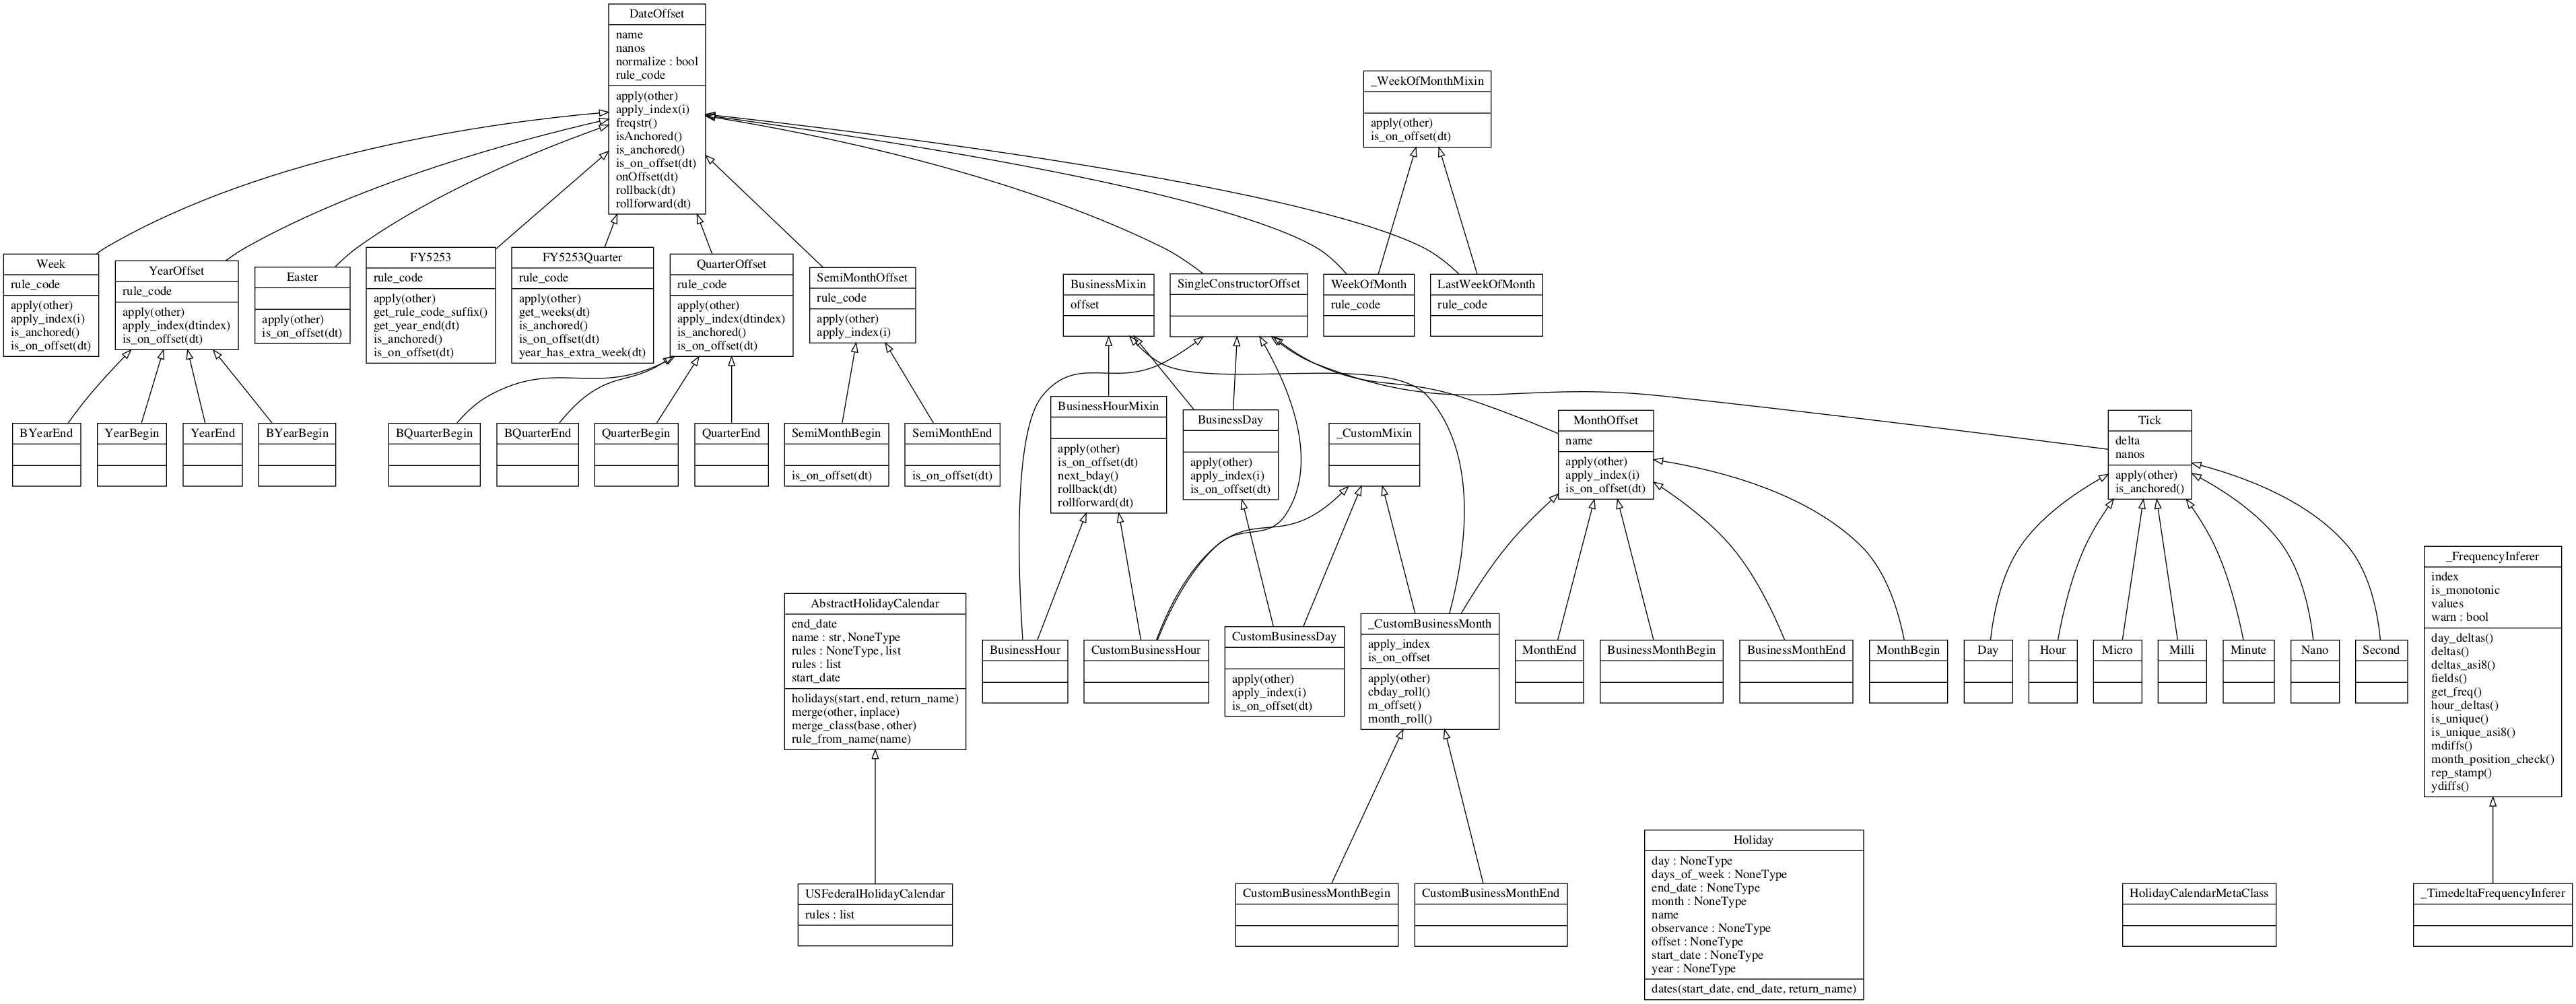 DateOffset
name
nanos
normalize : bool
rule_code
apply(other)
apply_index(i)
freqstr()
isAnchored()
is_anchored()
is_on_offset(dt)
onOffset(dt)
rollback(dt)
rollforward(dt)
_WeekOfMonthMixin
apply(other)
is_on_offset(dt)
Week
rule_code
apply(other)
apply_index(i)
is_anchored()
is_on_offset(dt)
YearOffset
rule_code
apply(other)
apply_index(dtindex)
is_on_offset(dt)
Easter
apply(other)
is_on_offset(dt)
FY5253
rule_code
apply(other)
get_rule_code_suffix()
get_year_end(dt)
is_anchored()
is_on_offset(dt)
FY5253Quarter
rule_code
apply(other)
get_weeks(dt)
is_anchored()
is_on_offset(dt)
year_has_extra_week(dt)
QuarterOffset
rule_code
apply(other)
apply_index(dtindex)
is_anchored()
is_on_offset(dt)
SemiMonthOffset
rule_code
apply(other)
apply_index(i)
BusinessMixin
offset
SingleConstructorOffset
WeekOfMonth
rule_code
LastWeekOfMonth
rule_code
BYearEnd
YearBegin
YearEnd
BYearBegin
BQuarterBegin
BQuarterEnd
QuarterBegin
QuarterEnd
SemiMonthBegin
is_on_offset(dt)
SemiMonthEnd
is_on_offset(dt)
BusinessHourMixin
apply(other)
is_on_offset(dt)
next_bday()
rollback(dt)
rollforward(dt)
BusinessDay
apply(other)
apply_index(i)
is_on_offset(dt)
_CustomMixin
MonthOffset
name
apply(other)
apply_index(i)
is_on_offset(dt)
Tick
delta
nanos
apply(other)
is_anchored()
AbstractHolidayCalendar
end_date
name : str, NoneType
rules : NoneType, list
rules : list
start_date
holidays(start, end, return_name)
merge(other, inplace)
merge_class(base, other)
rule_from_name(name)
BusinessHour
CustomBusinessHour
CustomBusinessDay
apply(other)
apply_index(i)
is_on_offset(dt)
_CustomBusinessMonth
apply_index
is_on_offset
apply(other)
cbday_roll()
m_offset()
month_roll()
MonthEnd
BusinessMonthBegin
BusinessMonthEnd
MonthBegin
Day
Hour
Micro
Milli
Minute
Nano
Second
_FrequencyInferer
index
is_monotonic
values
warn : bool
day_deltas()
deltas()
deltas_asi8()
fields()
get_freq()
hour_deltas()
is_unique()
is_unique_asi8()
mdiffs()
month_position_check()
rep_stamp()
ydiffs()
USFederalHolidayCalendar
rules : list
CustomBusinessMonthBegin
CustomBusinessMonthEnd
Holiday
day : NoneType
days_of_week : NoneType
end_date : NoneType
month : NoneType
name
observance : NoneType
offset : NoneType
start_date : NoneType
year : NoneType
dates(start_date, end_date, return_name)
HolidayCalendarMetaClass
_TimedeltaFrequencyInferer